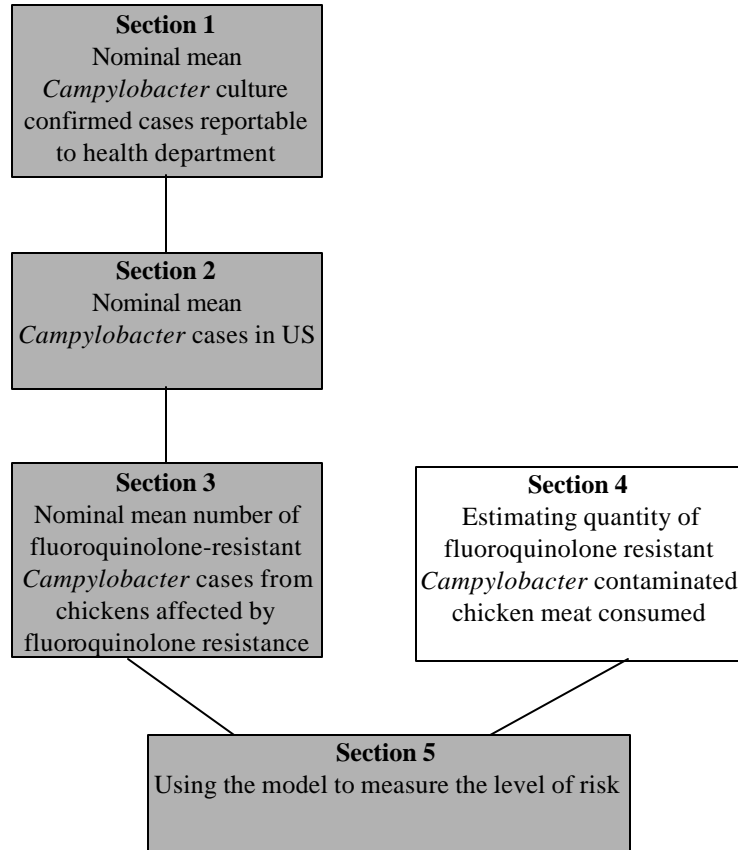 Section 1
Nominal mean
Campylobacter culture
confirmed cases reportable
to health department
Section 2
Nominal mean
Campylobacter cases in US
Section 3
Nominal mean number of
fluoroquinolone-resistant
Campylobacter cases from
chickens affected by
fluoroquinolone resistance
Section 4
Estimating quantity of
fluoroquinolone resistant
Campylobacter contaminated
chicken meat consumed
Section 5
Using the model to measure the level of risk